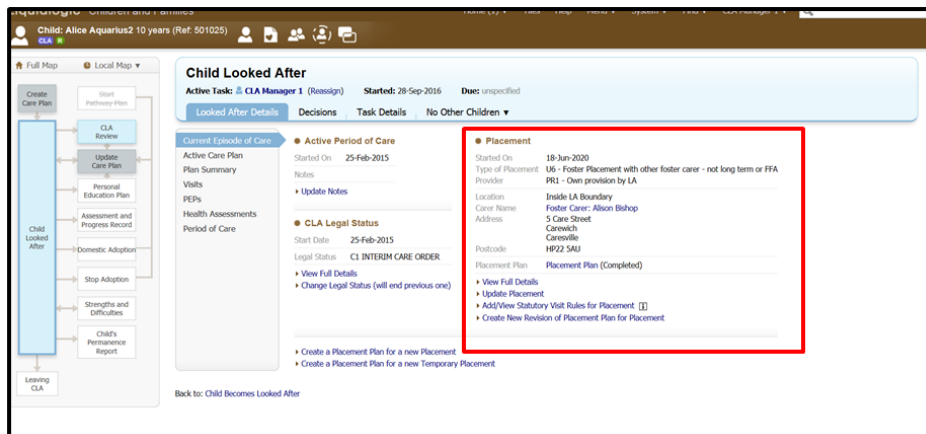 Children and Families
Home (1) Files Help Menu System Find CLA Manager 1
Child: Alice Aquarius2 10 years (Ref: 501025)
CLA R
Full Map Local Map
Create Care Plan
Start Pathway Plan
CLA Review
Update Care Plan
Personal Education Plan
Assessment and Progress Record
Child Looked After
Domestic Adoption
Stop Adoption
Strengths and Difficulties
Child's Permanence Report
Leaving CLA
Child Looked After
Active Task: CLA Manager 1 (Reassign) Started: 28-Sep-2016 Due: unspecified
Looked After Details Decisions Task Details No Other Children
Current Episode of Care
Active Care Plan
Plan Summary
Visits
PEPs
Health Assessments
Period of Care
Active Period of Care
Started On 25-Feb-2015
Notes
Update Notes
CLA Legal Status
Start Date 25-Feb-2015
Legal Status C1 INTERIM CARE ORDER
View Full Details
Change Legal Status (will end previous one)
Placement
Started On 18-Jun-2020
Type of Placement U6 - Foster Placement with other foster carer - not long term or FFA
Provider PR1 - Own provision by LA
Location Inside LA Boundary
Carer Name Foster Carer: Alison Bishop
Address 5 Care Street
Carewich
Caresville
Postcode HP22 5AU
Placement Plan Placement Plan (Completed)
View Full Details
Update Placement
Add/View Statutory Visit Rules for Placement
Create New Revision of Placement Plan for Placement
Create a Placement Plan for a new Placement
Create a Placement Plan for a new Temporary Placement
Back to: Child Becomes Looked After